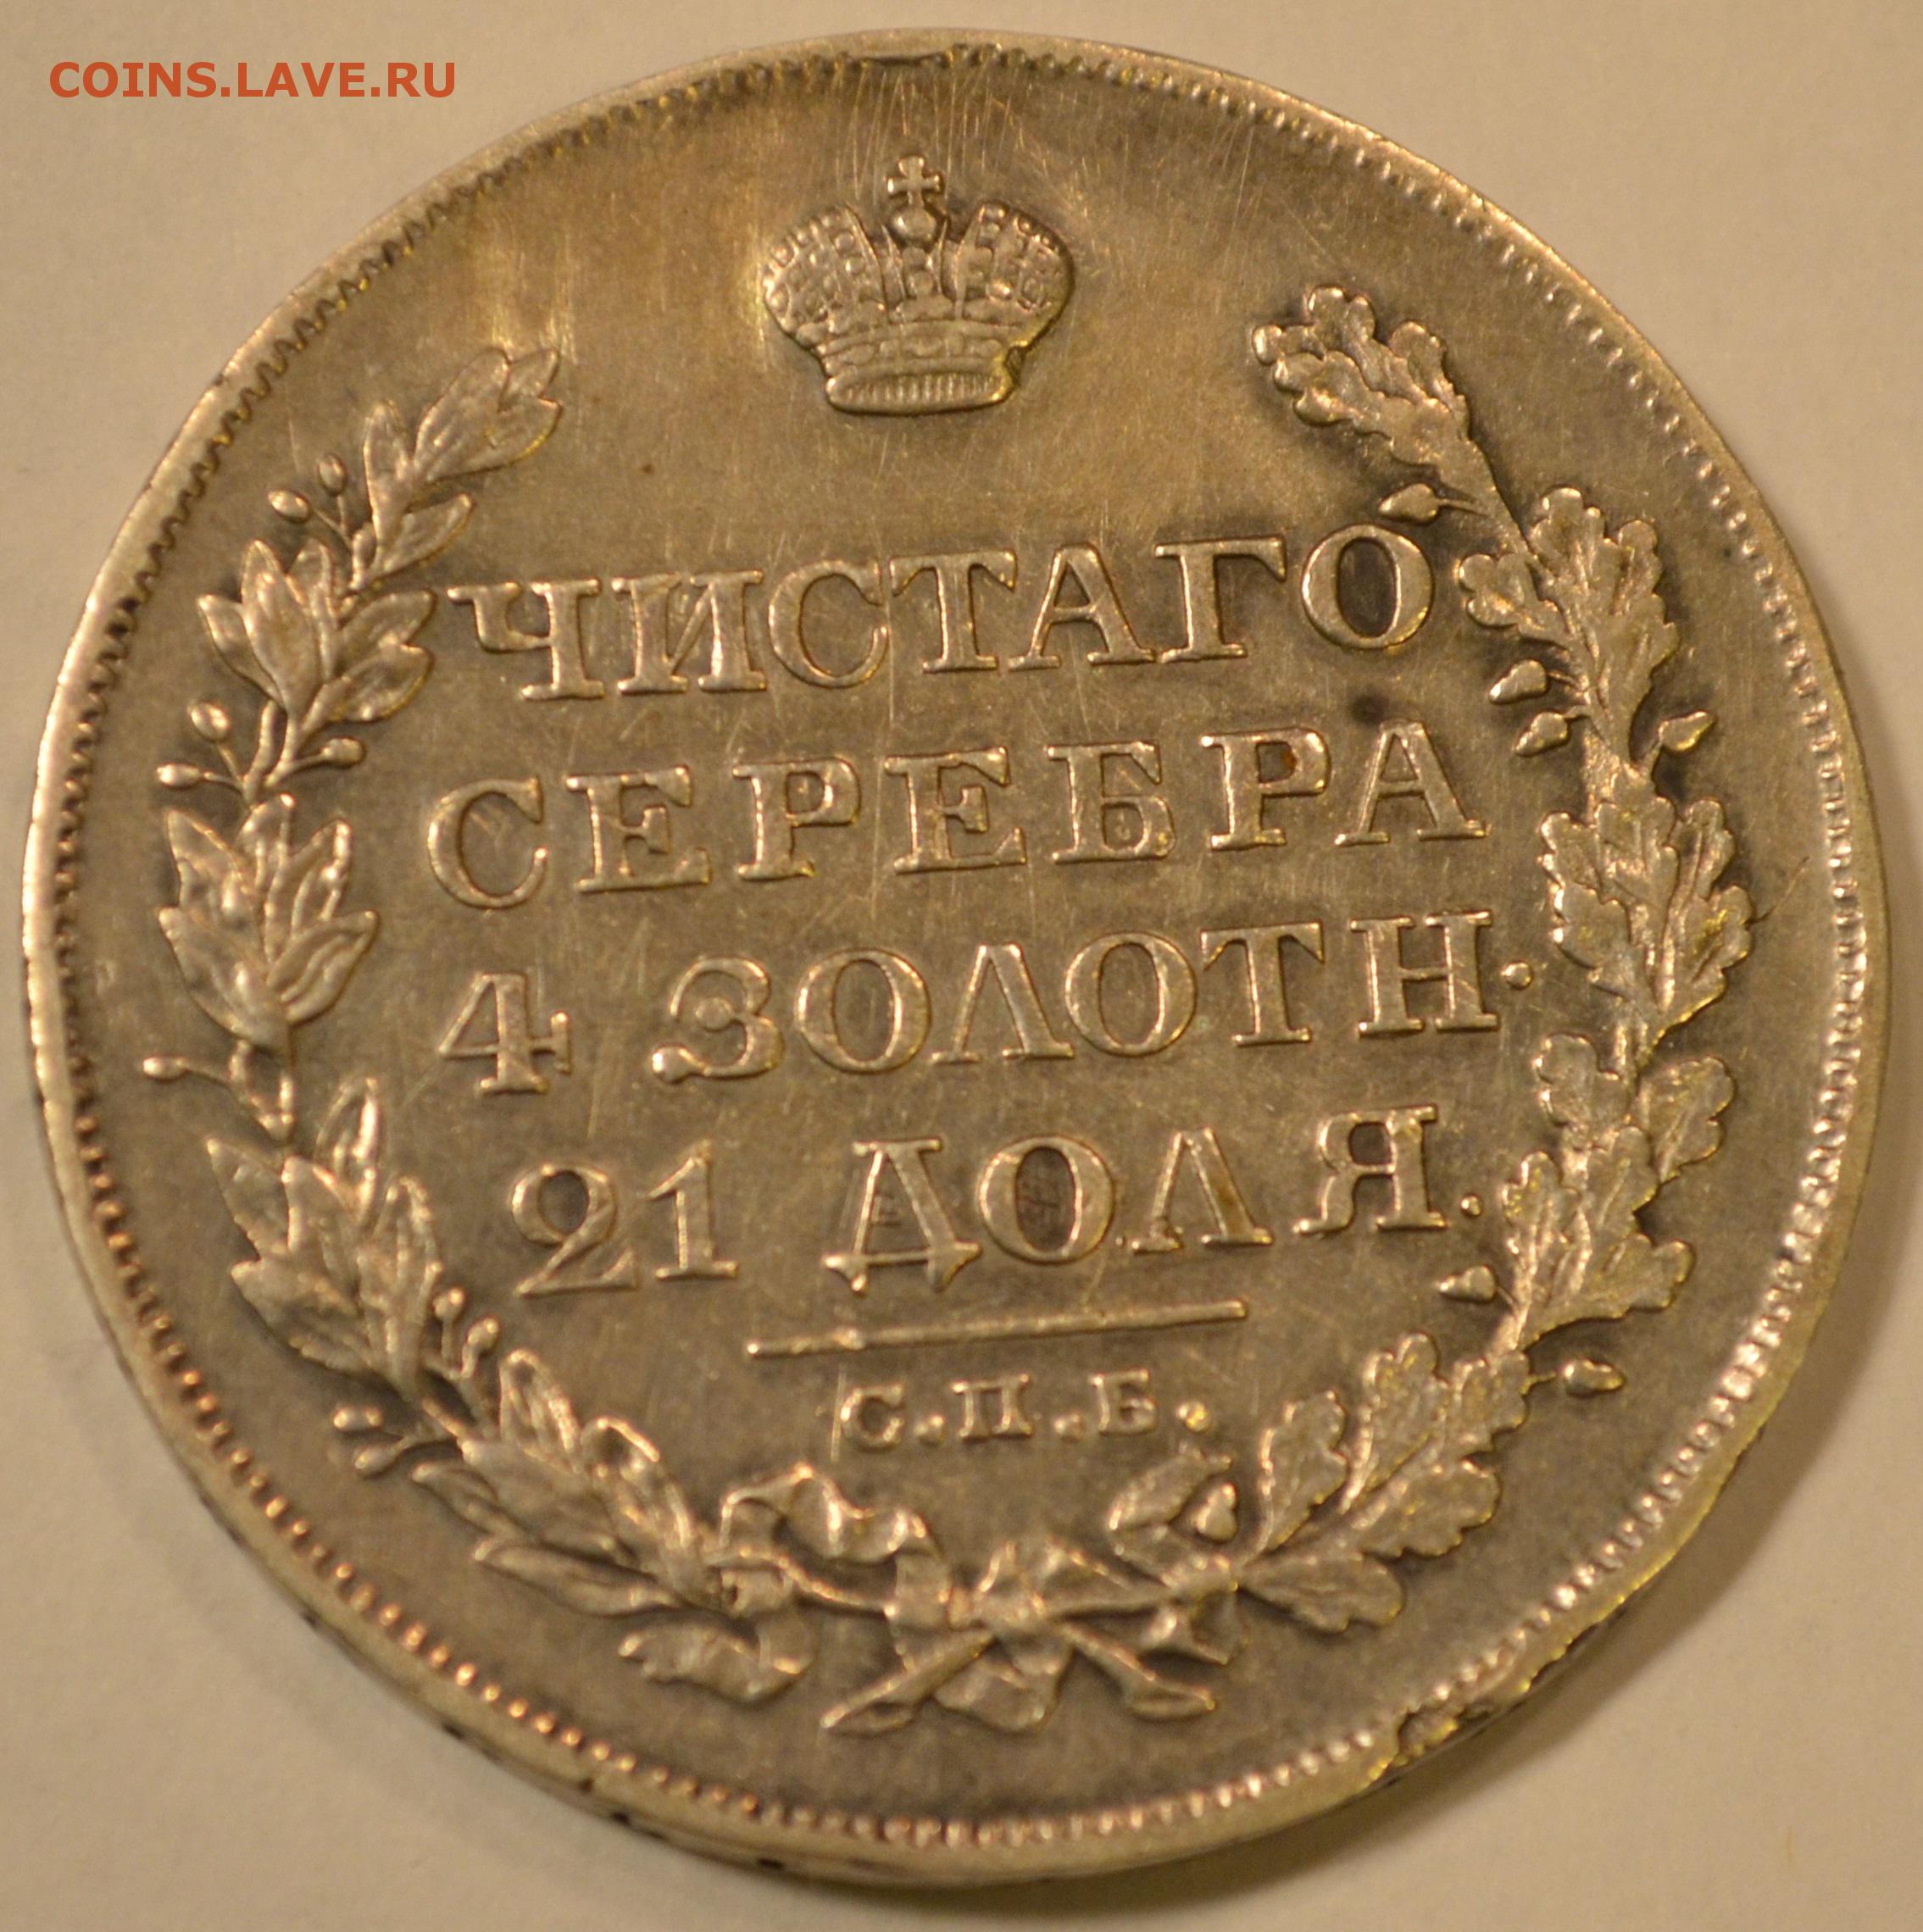 COINS.LAVE.RU
ЧИСТАГО
СЕРЕБРА
4 ЗОЛОТН.
21 ДОЛЯ.
С.П.Б.